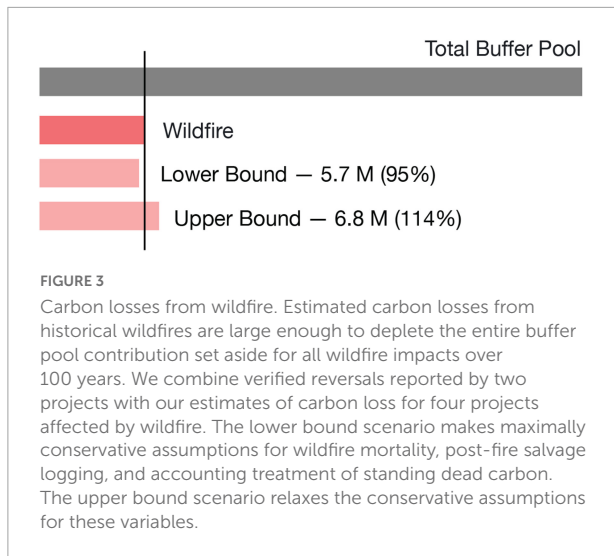 Total Buffer Pool
Wildfire
Lower Bound — 5.7 M (95%)
Upper Bound — 6.8 M (114%)
FIGURE 3
Carbon losses from wildfire. Estimated carbon losses from
historical wildfires are large enough to deplete the entire buffer
pool contribution set aside for all wildfire impacts over
100 years. We combine verified reversals reported by two
projects with our estimates of carbon loss for four projects
affected by wildfire. The lower bound scenario makes maximally
conservative assumptions for wildfire mortality, post-fire salvage
logging, and accounting treatment of standing dead carbon.
The upper bound scenario relaxes the conservative assumptions
for these variables.